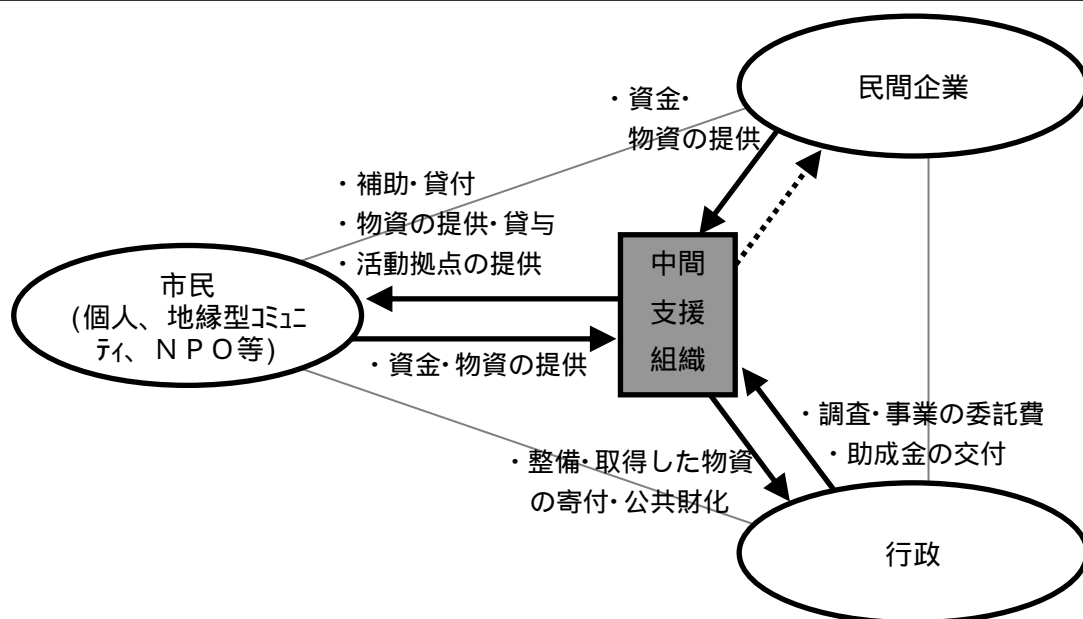 民間企業
・資金・
物資の提供
・補助・貸付
・物資の提供・貸与
・活動拠点の提供
中間
支援
組織
市民
(個人、地縁型ｺﾐｭﾆ
ﾃｨ、ＮＰＯ等)
・資金・物資の提供
・調査・事業の委託費
・助成金の交付
・整備・取得した物資
の寄付・公共財化
行政